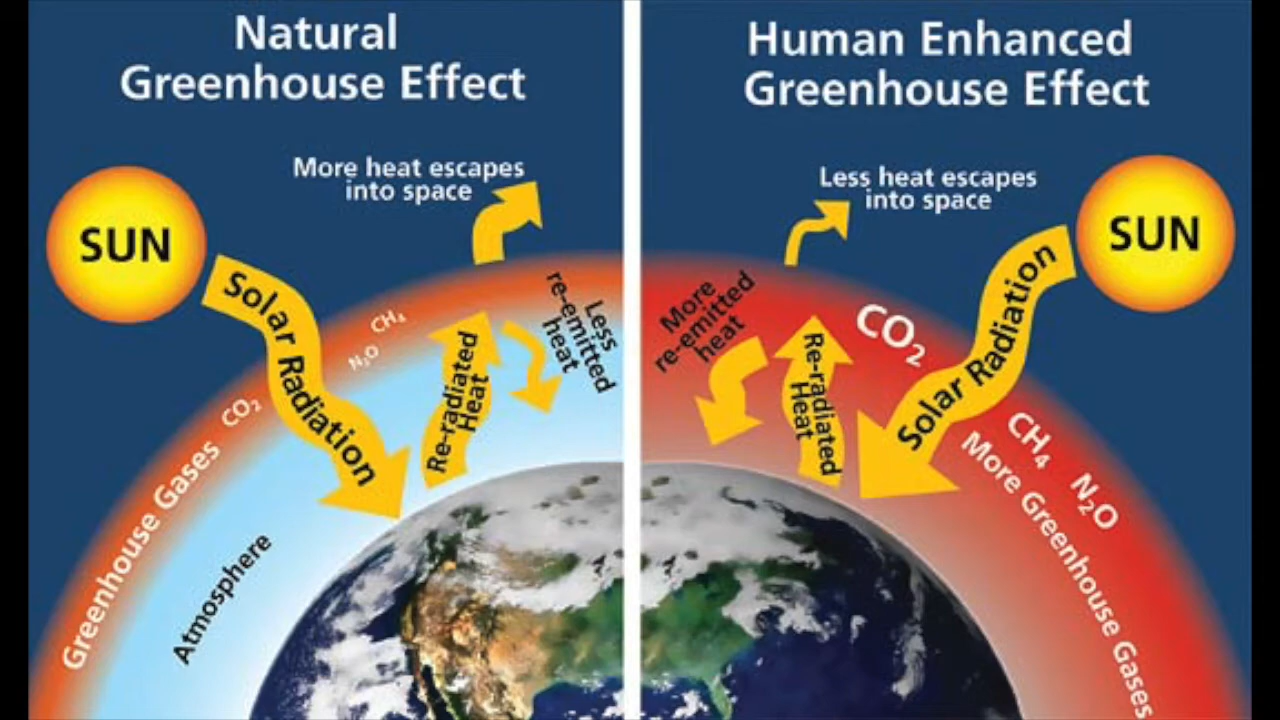 Natural
Greenhouse Effect
More heat escapes
into space
SUN
Solar Radiation
CH₄
N₂O
CO₂
Re-radiated
Heat
Less
re-emitted
heat
Greenhouse Gases
Atmosphere
Human Enhanced
Greenhouse Effect
Less heat escapes
into space
SUN
Solar Radiation
More
re-emitted
heat
Re-radiated
Heat
CO₂
CH₄
N₂O
More Greenhouse Gases